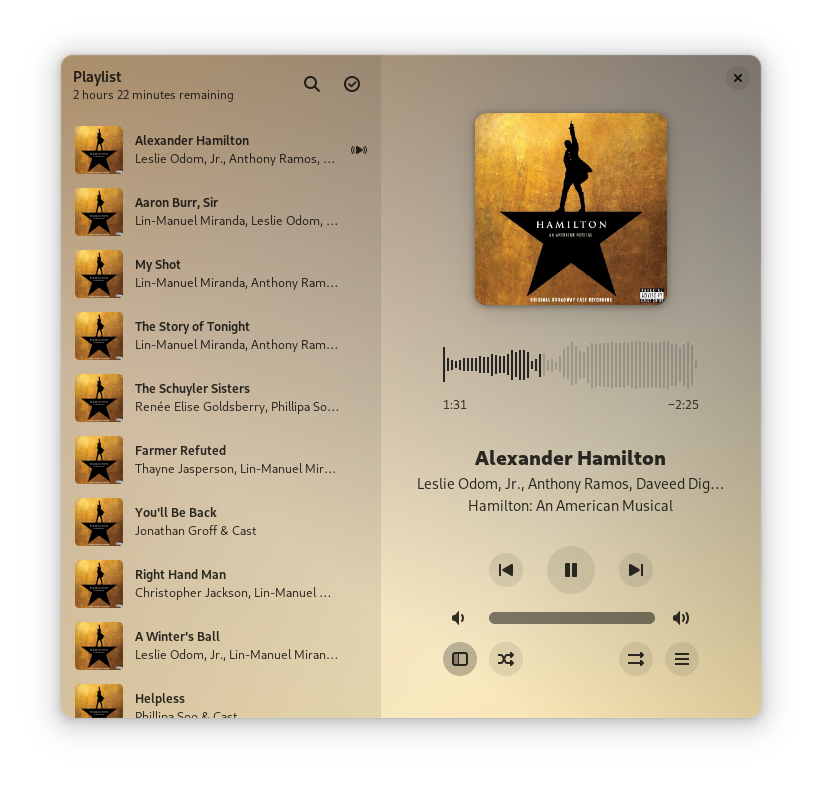 Playlist
2 hours 22 minutes remaining
Alexander Hamilton
Leslie Odom, Jr., Anthony Ramos, …
Aaron Burr, Sir
Lin-Manuel Miranda, Leslie Odom, …
My Shot
Lin-Manuel Miranda, Anthony Ram…
The Story of Tonight
Lin-Manuel Miranda, Anthony Ram…
The Schuyler Sisters
Renée Elise Goldsberry, Phillipa So…
Farmer Refuted
Thayne Jasperson, Lin-Manuel Mir…
You'll Be Back
Jonathan Groff & Cast
Right Hand Man
Christopher Jackson, Lin-Manuel …
A Winter's Ball
Leslie Odom, Jr., Lin-Manuel Miran…
Helpless
Phillipa Soo & Cast
HAMILTON
AN AMERICAN MUSICAL
ORIGINAL BROADWAY CAST RECORDING
ADVISORY
1:31
−2:25
Alexander Hamilton
Leslie Odom, Jr., Anthony Ramos, Daveed Dig…
Hamilton: An American Musical